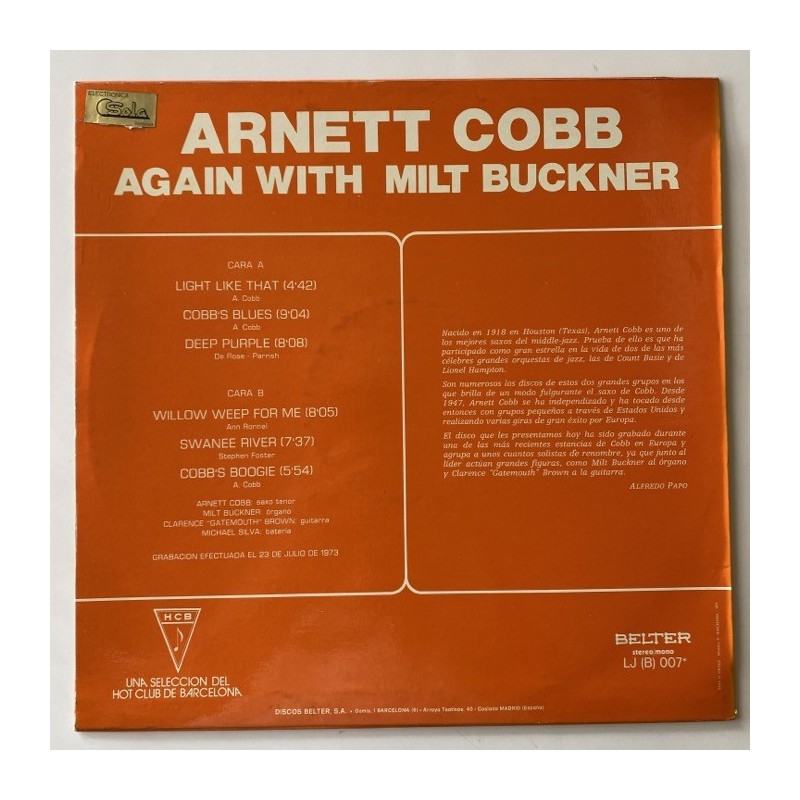 ELECTRONICA
Sola
ARNETT COBB
AGAIN WITH MILT BUCKNER
CARA A
LIGHT LIKE THAT (4'42)
A. Cobb
COBB'S BLUES (9'04)
A. Cobb
DEEP PURPLE (8'08)
De Rose - Parrish
CARA B
WILLOW WEEP FOR ME (8'05)
Ann Ronnel
SWANEE RIVER (7'37)
Stephen Foster
COBB'S BOOGIE (5'54)
A. Cobb
ARNETT COBB: saxo tenor
MILT BUCKNER: órgano
CLARENCE "GATEMOUTH" BROWN: guitarra
MICHAEL SILVA: batería
GRABACION EFECTUADA EL 23 DE JULIO DE 1973
Nacido en 1918 en Houston (Texas), Arnett Cobb es uno de
los mejores saxos del middle-jazz. Prueba de ello es que ha
participado como gran estrella en la vida de dos de las más
célebres grandes orquestas de jazz, las de Count Basie y de
Lionel Hampton.
Son numerosos los discos de estos dos grandes grupos en los
que brilla de un modo fulgurante el saxo de Cobb. Desde
1947, Arnett Cobb se ha independizado y ha tocado desde
entonces con grupos pequeños a través de Estados Unidos y
realizando varias giras de gran éxito por Europa.
El disco que les presentamos hoy ha sido grabado durante
una de las más recientes estancias de Cobb en Europa y
agrupa a unos cuantos solistas de renombre, ya que junto al
líder actúan grandes figuras, como Milt Buckner al órgano
y Clarence "Gatemouth" Brown a la guitarra.
ALFREDO PAPO
HCB
UNA SELECCION DEL
HOT CLUB DE BARCELONA
BELTER
stereo/mono
LJ (B) 007*
DISCOS BELTER, S.A. - Gomis, 1 BARCELONA (6) - Arroyo 40 - Coslada MADRID (España)